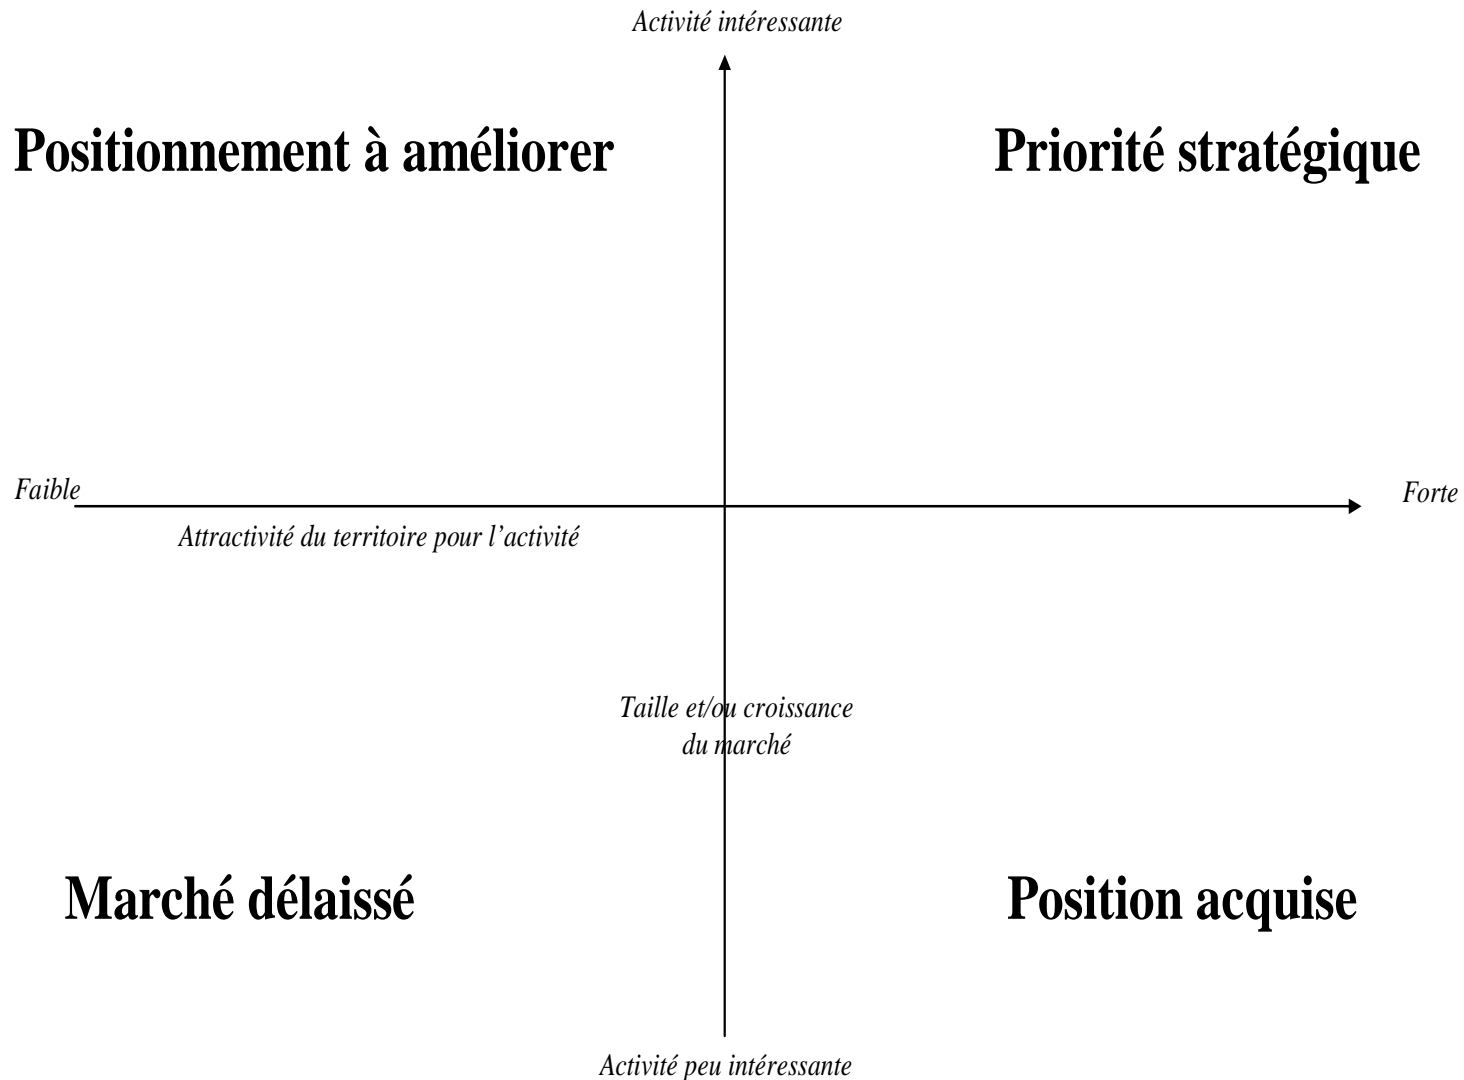 Activité intéressante
Positionnement à améliorer
Priorité stratégique
Faible
Forte
Attractivité du territoire pour l’activité
Taille et/ou croissance
du marché
Marché délaissé
Position acquise
Activité peu intéressante